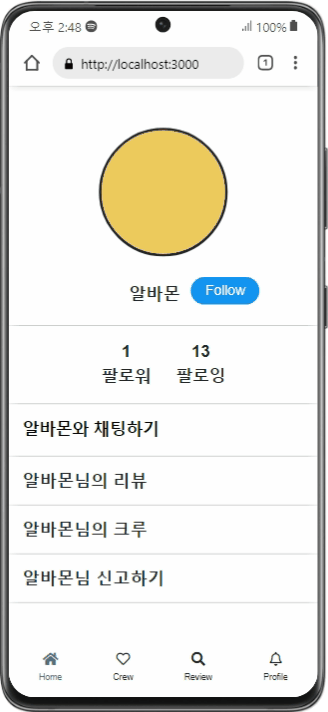 오후 2:48 100%
http://localhost:3000 1
알바몬 Follow
1 13
팔로워 팔로잉
알바몬와 채팅하기
알바몬님의 리뷰
알바몬님의 크루
알바몬님 신고하기
Home Crew Review Profile